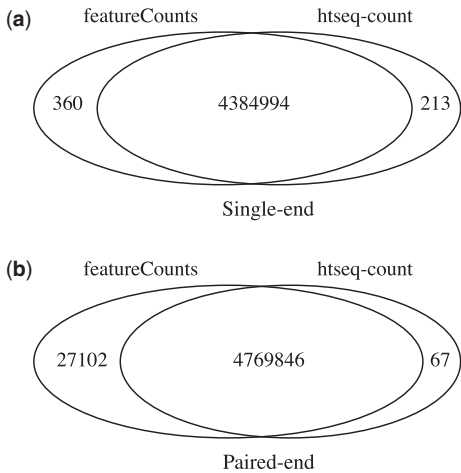 (a)
featureCounts htseq-count
360 4384994 213
Single-end
(b)
featureCounts htseq-count
27102 4769846 67
Paired-end